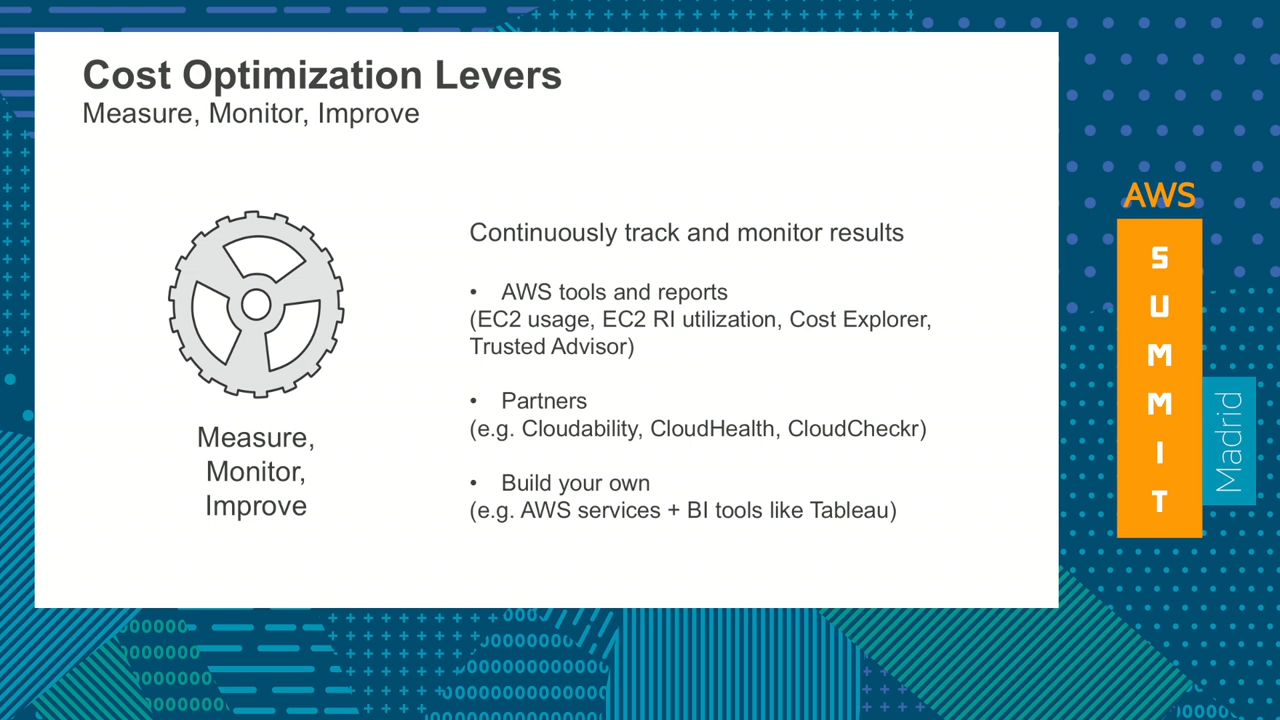 Cost Optimization Levers
Measure, Monitor, Improve
Measure,
Monitor,
Improve
Continuously track and monitor results
• AWS tools and reports
(EC2 usage, EC2 RI utilization, Cost Explorer,
Trusted Advisor)
• Partners
(e.g. Cloudability, CloudHealth, CloudCheckr)
• Build your own
(e.g. AWS services + BI tools like Tableau)
AWS
SUMMIT
Madrid